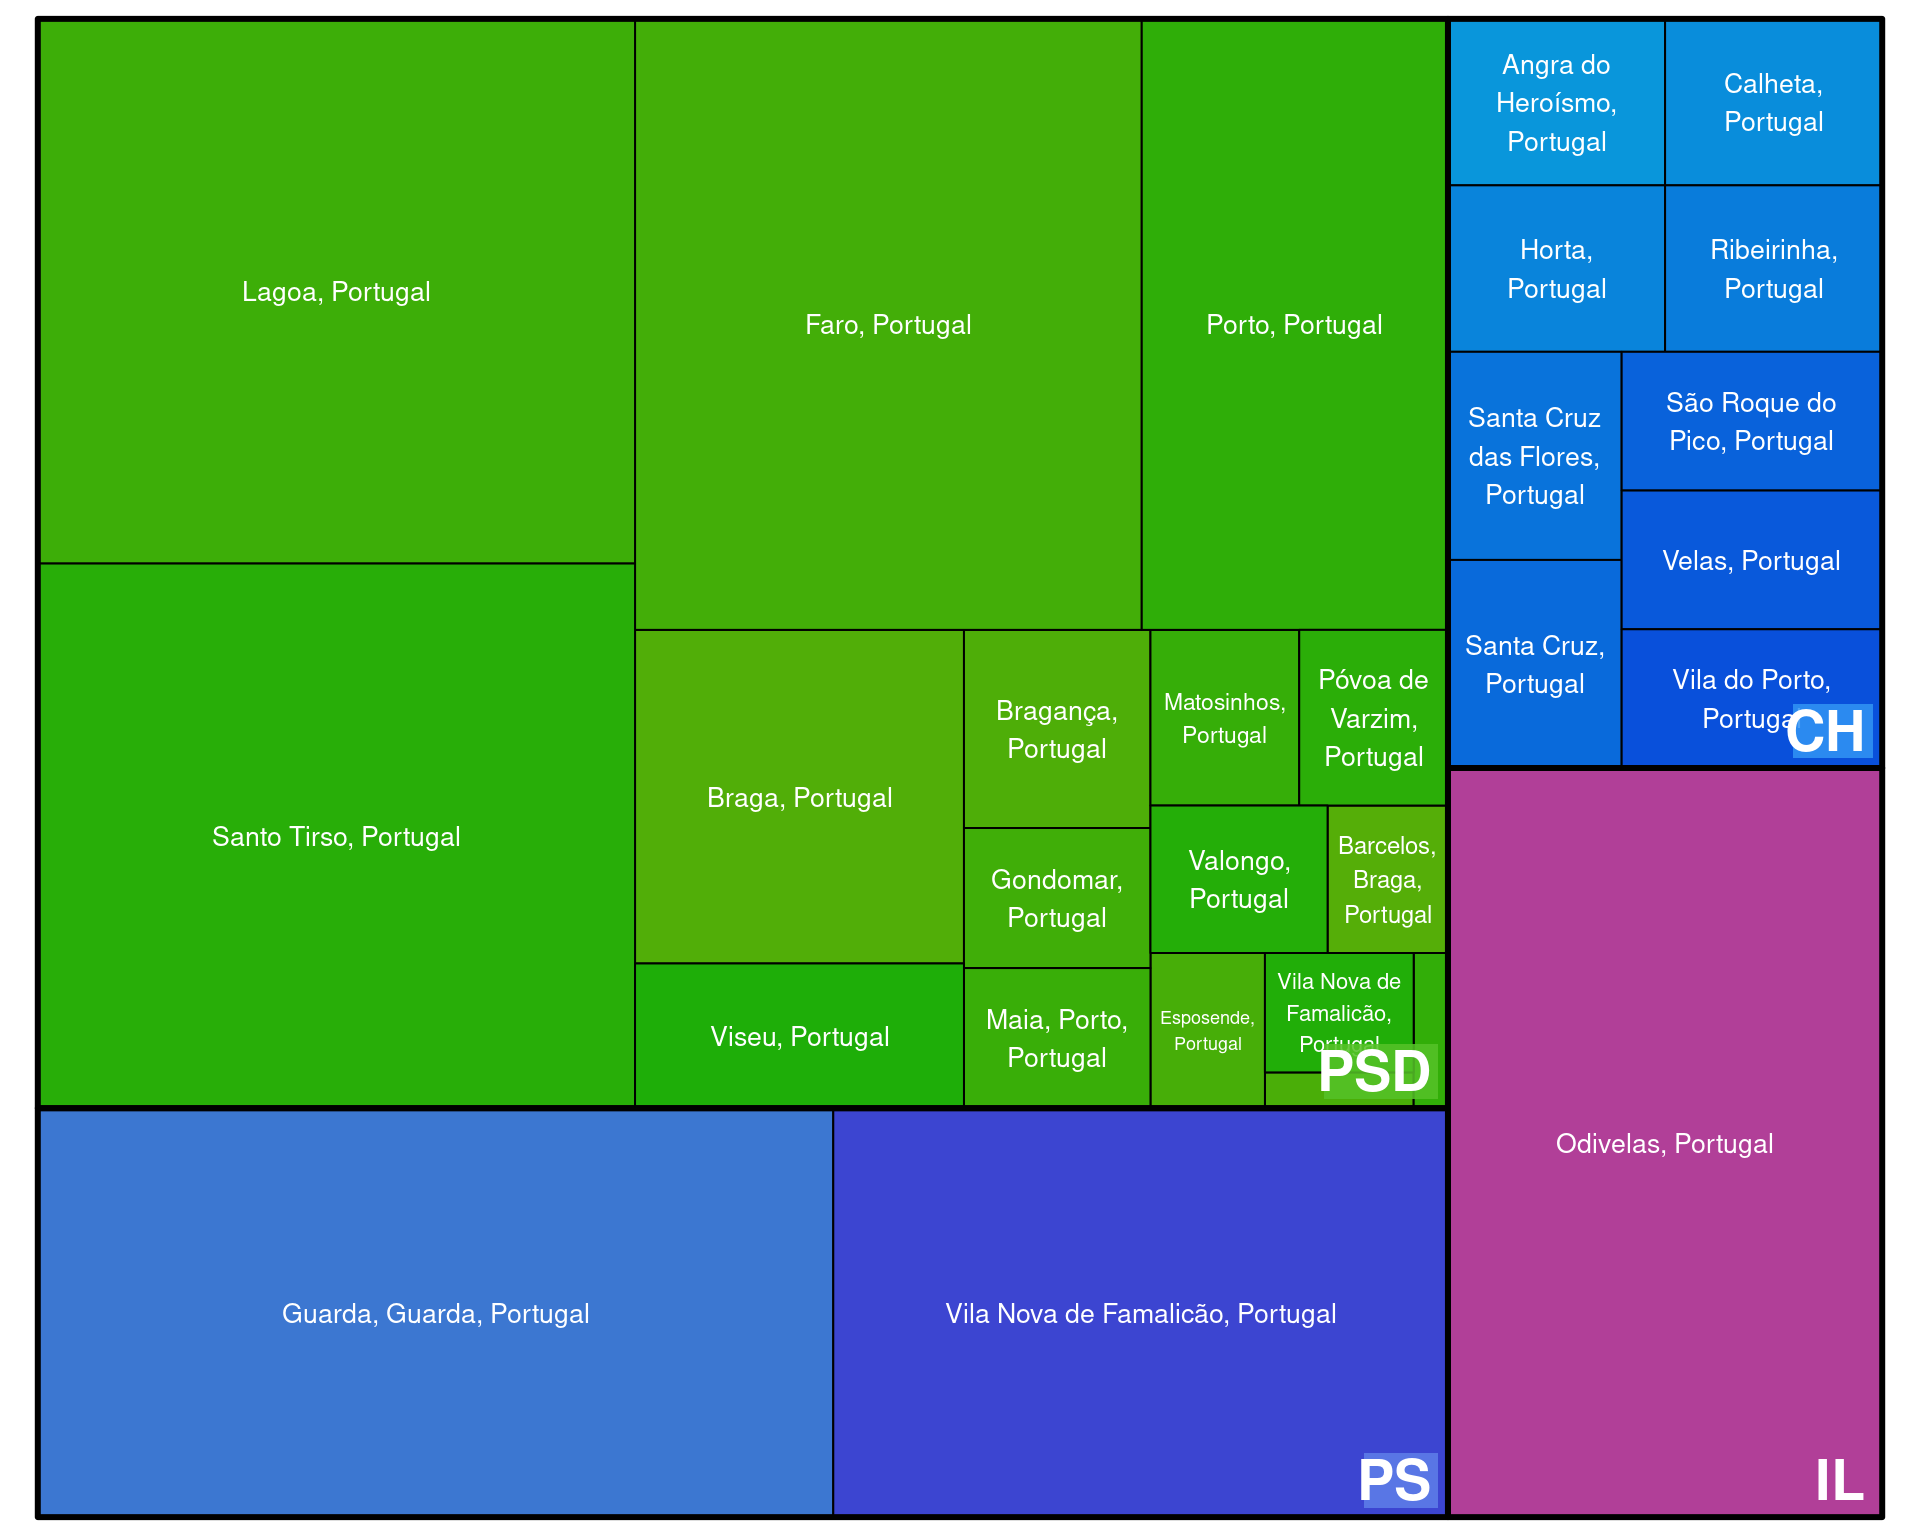 Lagoa, Portugal
Faro, Portugal
Porto, Portugal
Santo Tirso, Portugal
Braga, Portugal
Viseu, Portugal
Bragança,
Portugal
Gondomar,
Portugal
Maia, Porto,
Portugal
Matosinhos,
Portugal
Póvoa de
Varzim,
Portugal
Valongo,
Portugal
Barcelos,
Braga,
Portugal
Esposende,
Portugal
Vila Nova de
Famalicão,
Portugal
PSD
Guarda, Guarda, Portugal
Vila Nova de Famalicão, Portugal
PS
Angra do
Heroísmo,
Portugal
Calheta,
Portugal
Horta,
Portugal
Ribeirinha,
Portugal
Santa Cruz
das Flores,
Portugal
São Roque do
Pico, Portugal
Velas, Portugal
Santa Cruz,
Portugal
Vila do Porto,
Portugal
CH
Odivelas, Portugal
IL